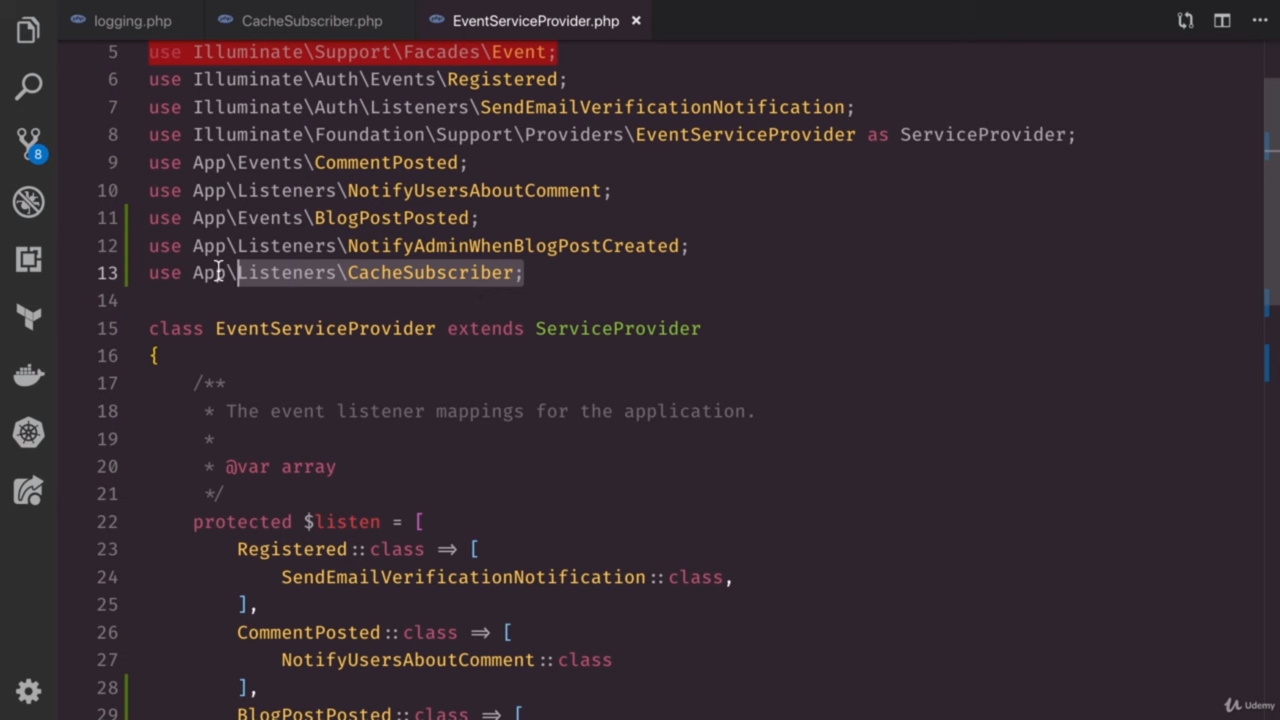 logging.php CacheSubscriber.php EventServiceProvider.php ×
5 use Illuminate\Support\Facades\Event;
6 use Illuminate\Auth\Events\Registered;
7 use Illuminate\Auth\Listeners\SendEmailVerificationNotification;
8 use Illuminate\Foundation\Support\Providers\EventServiceProvider as ServiceProvider;
9 use App\Events\CommentPosted;
10 use App\Listeners\NotifyUsersAboutComment;
11 use App\Events\BlogPostPosted;
12 use App\Listeners\NotifyAdminWhenBlogPostCreated;
13 use App\Listeners\CacheSubscriber;
14
15 class EventServiceProvider extends ServiceProvider
16 {
17 /**
18 * The event listener mappings for the application.
19 *
20 * @var array
21 */
22 protected $listen = [
23 Registered::class => [
24 SendEmailVerificationNotification::class,
25 ],
26 CommentPosted::class => [
27 NotifyUsersAboutComment::class
28 ],
29 BlogPostPosted::class => [
8
Udemy